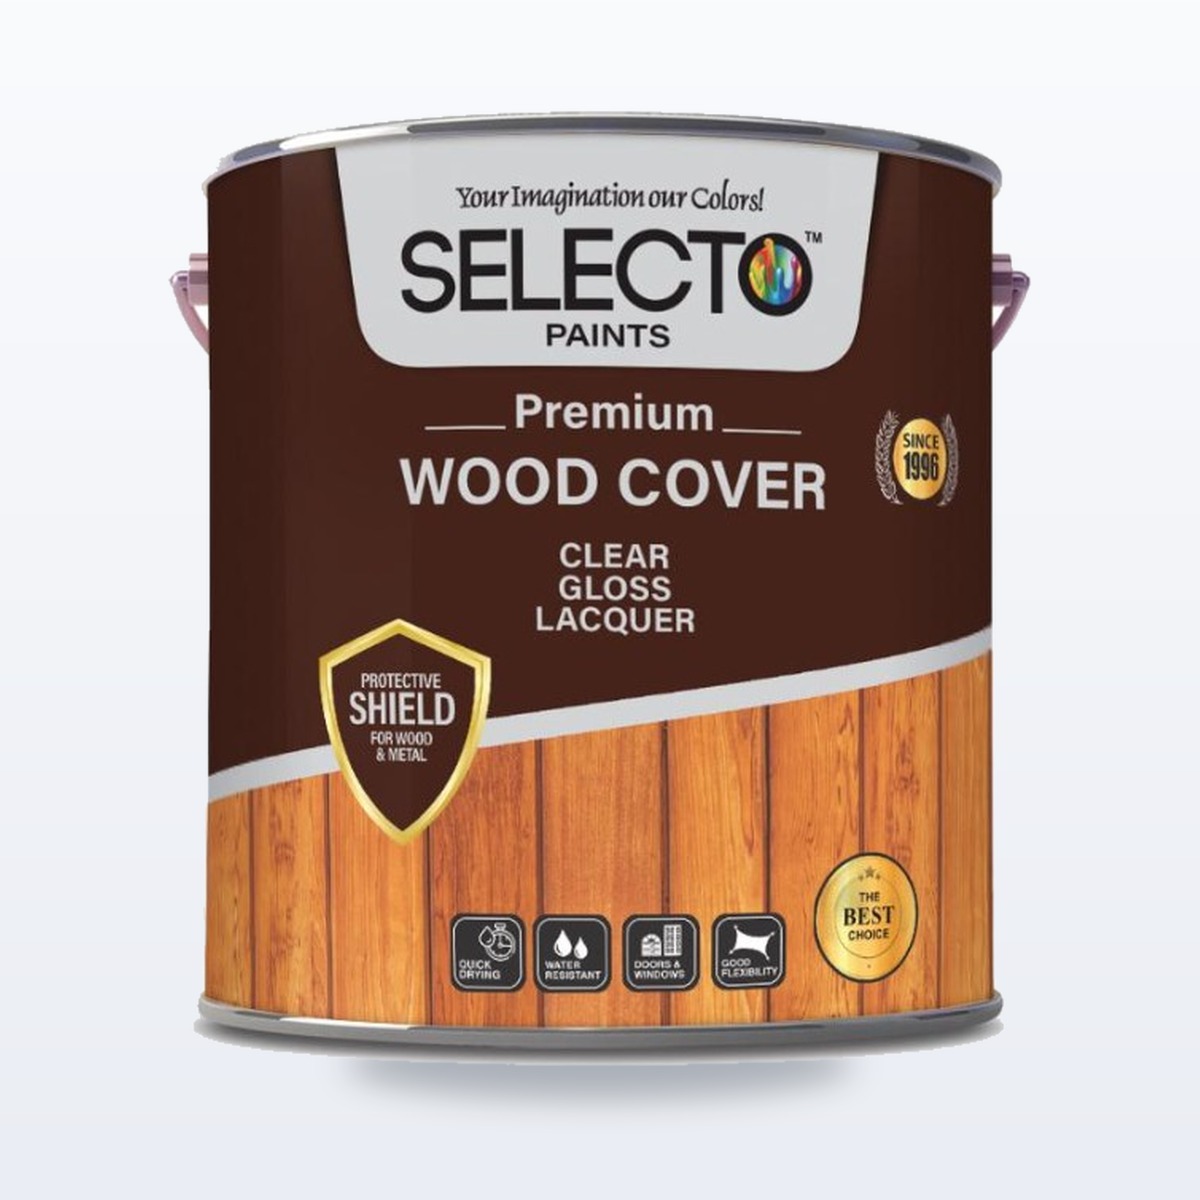 Your Imagination our Colors!
SELECTO™
PAINTS
Premium
WOOD COVER
SINCE
1996
CLEAR
GLOSS
LACQUER
PROTECTIVE
SHIELD
FOR WOOD
& METAL
THE
BEST
CHOICE
QUICK
DRYING
WATER
RESISTANT
DOORS &
WINDOWS
GOOD
FLEXIBILITY